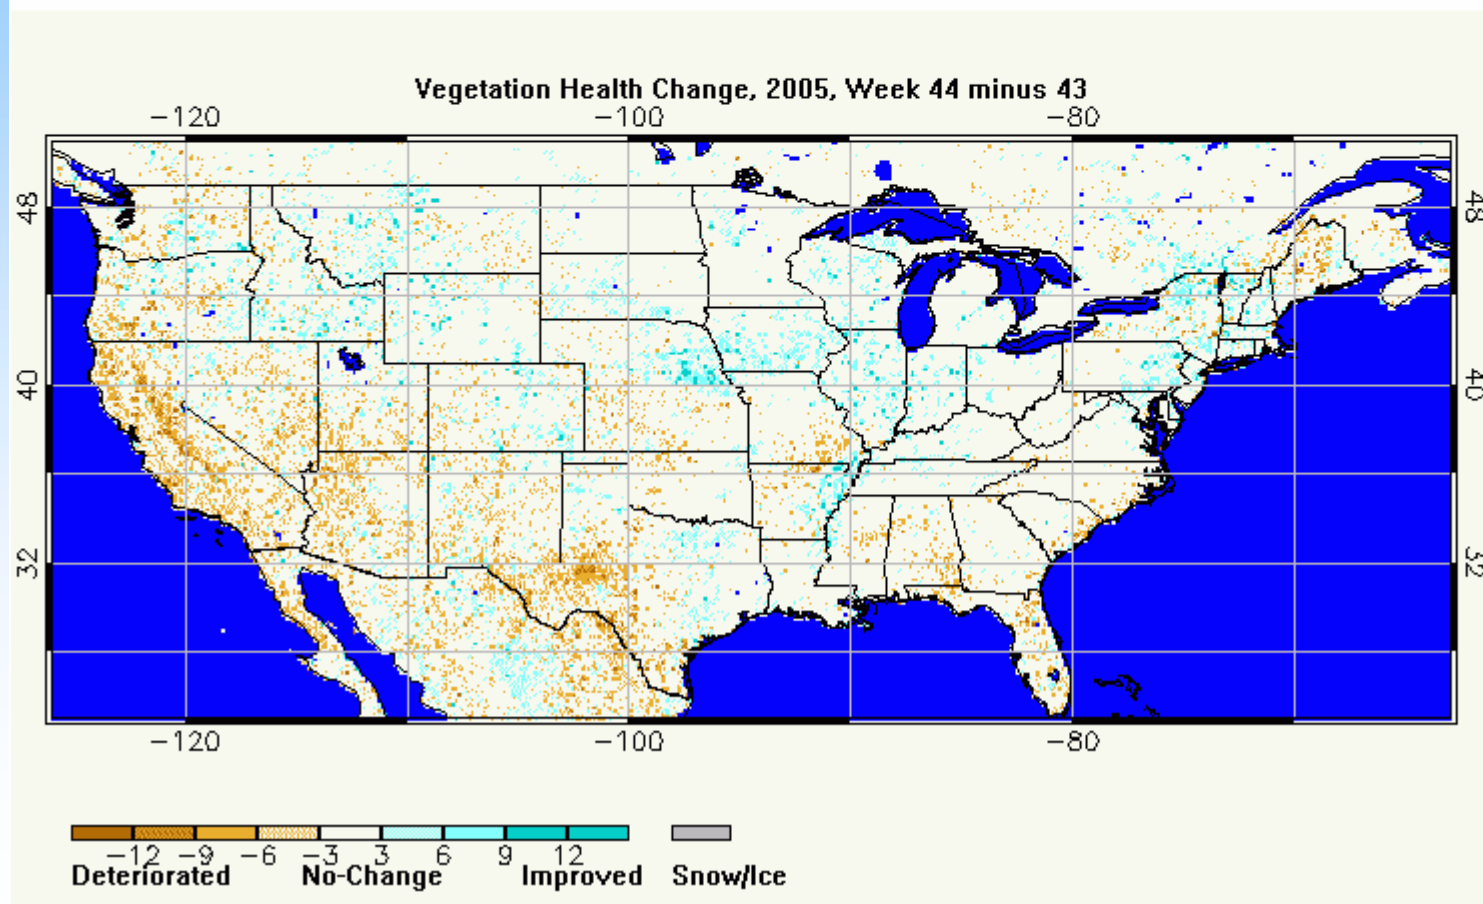 Vegetation Health Change, 2005, Week 44 minus 43
-120 -100 -80
48 48
40 40
32 32
-120 -100 -80
-12 -9 -6 -3 3 6 9 12
Deteriorated No-Change Improved Snow/Ice